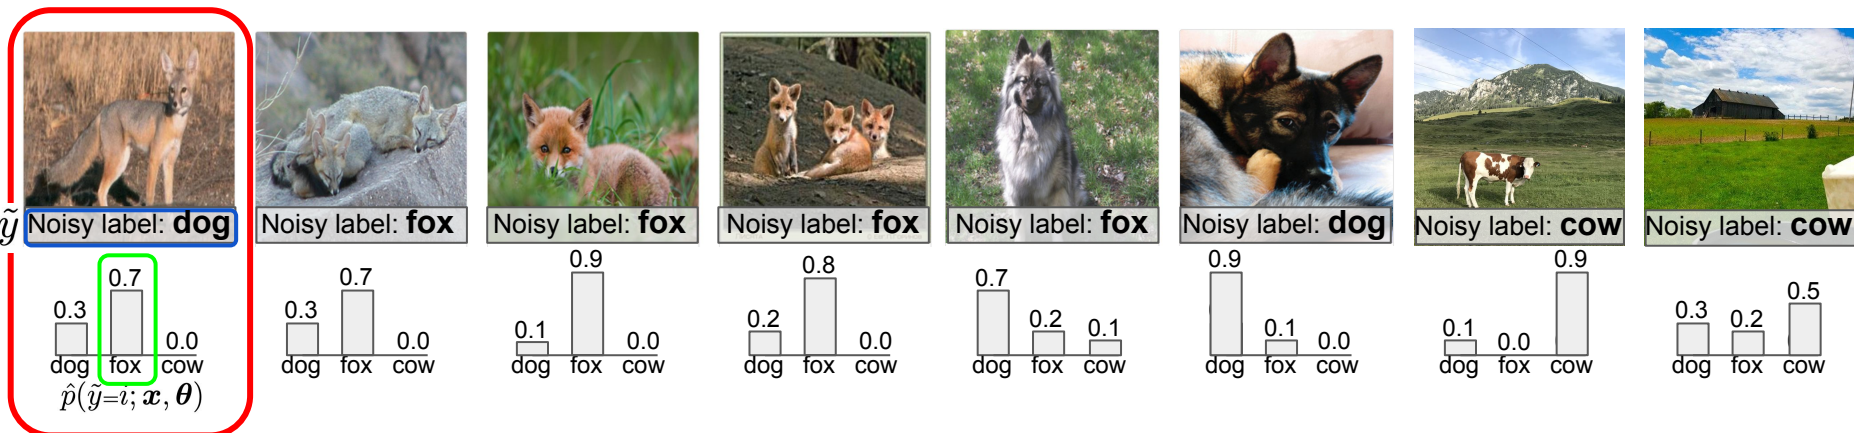 ỹ Noisy label: dog Noisy label: fox Noisy label: fox Noisy label: fox Noisy label: fox Noisy label: dog Noisy label: cow Noisy label: cow
0.3 0.7 0.0
dog fox cow
p̂(ỹ=i; x, θ)
0.3 0.7 0.0
dog fox cow
0.1 0.9 0.0
dog fox cow
0.2 0.8 0.0
dog fox cow
0.7 0.2 0.1
dog fox cow
0.9 0.1 0.0
dog fox cow
0.1 0.0 0.9
dog fox cow
0.3 0.2 0.5
dog fox cow